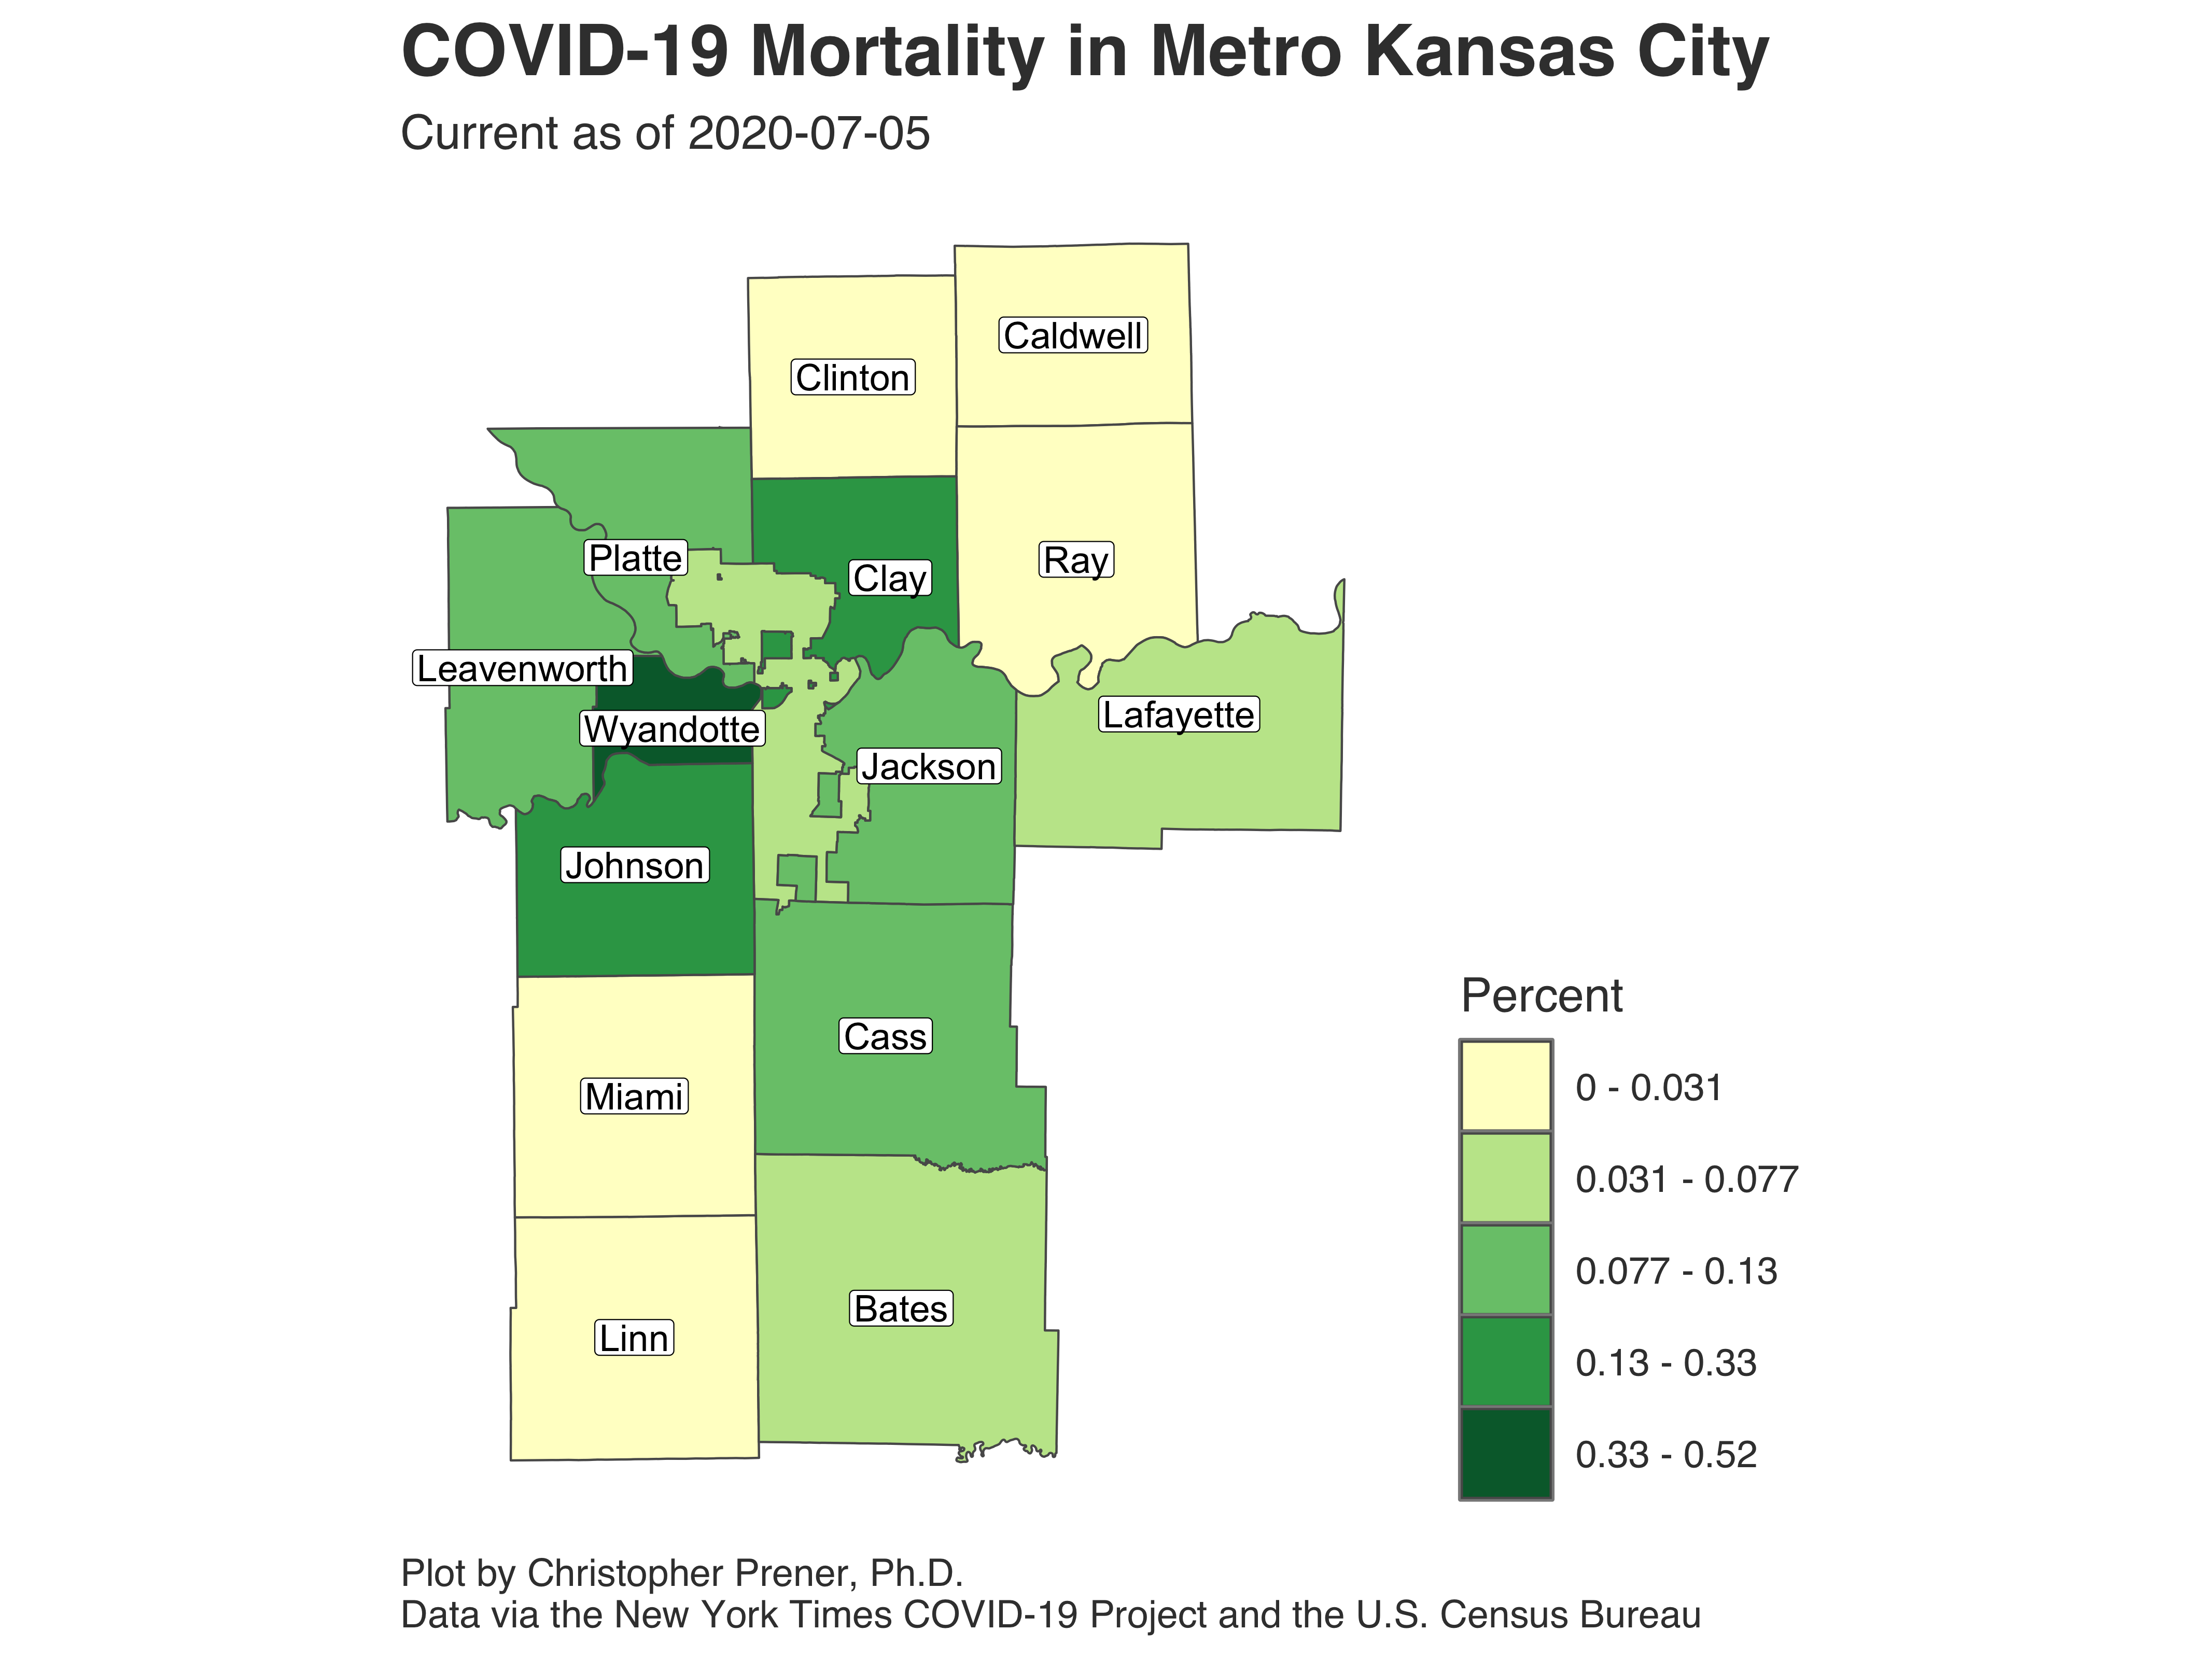 COVID-19 Mortality in Metro Kansas City
Current as of 2020-07-05
Caldwell
Clinton
Platte
Clay
Ray
Leavenworth
Wyandotte
Lafayette
Jackson
Johnson
Cass
Miami
Bates
Linn
Percent
0 - 0.031
0.031 - 0.077
0.077 - 0.13
0.13 - 0.33
0.33 - 0.52
Plot by Christopher Prener, Ph.D.
Data via the New York Times COVID-19 Project and the U.S. Census Bureau